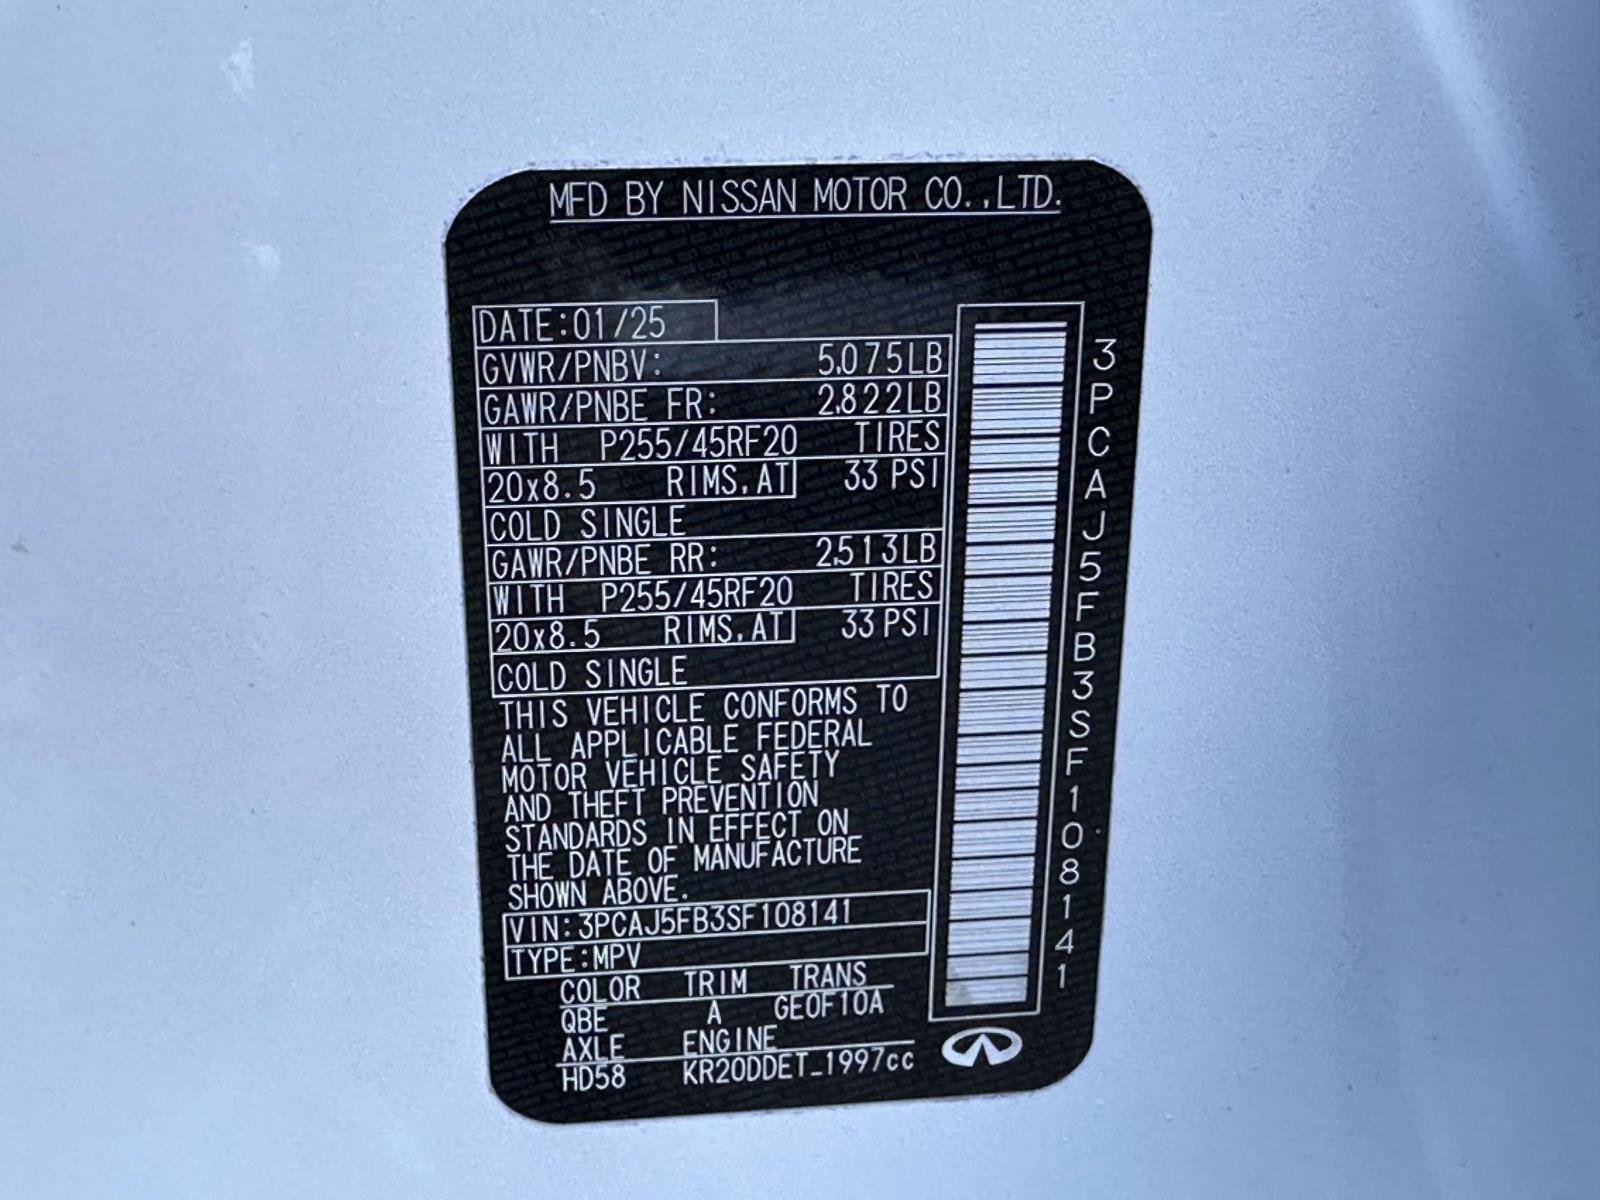 MFD BY NISSAN MOTOR CO.,LTD.
DATE:01/25
GVWR/PNBV: 5,075LB
GAWR/PNBE FR: 2,822LB
WITH P255/45RF20 TIRES
20x8.5 RIMS,AT 33 PSI
COLD SINGLE
GAWR/PNBE RR: 2,513LB
WITH P255/45RF20 TIRES
20x8.5 RIMS,AT 33 PSI
COLD SINGLE
THIS VEHICLE CONFORMS TO
ALL APPLICABLE FEDERAL
MOTOR VEHICLE SAFETY
AND THEFT PREVENTION
STANDARDS IN EFFECT ON
THE DATE OF MANUFACTURE
SHOWN ABOVE.
VIN:3PCAJ5FB3SF108141
TYPE:MPV
COLOR TRIM TRANS
QBE A GE0F10A
AXLE ENGINE
HD58 KR20DDET_1997cc
3PCAJ5FB3SF108141